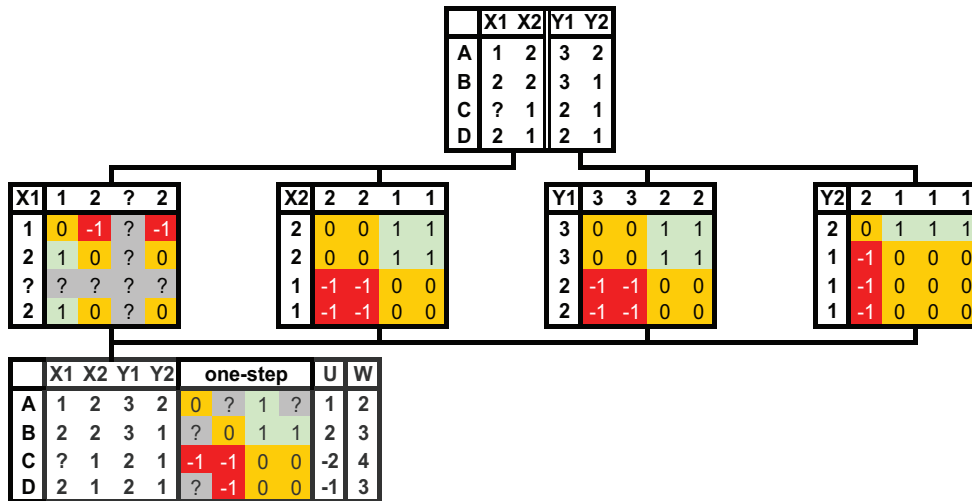 X1 X2 Y1 Y2
A 1 2 3 2
B 2 2 3 1
C ? 1 2 1
D 2 1 2 1
X1 1 2 ? 2
1 0 -1 ? -1
2 1 0 ? 0
? ? ? ? ?
2 1 0 ? 0
X2 2 2 1 1
2 0 0 1 1
2 0 0 1 1
1 -1 -1 0 0
1 -1 -1 0 0
Y1 3 3 2 2
3 0 0 1 1
3 0 0 1 1
2 -1 -1 0 0
2 -1 -1 0 0
Y2 2 1 1 1
2 0 1 1 1
1 -1 0 0 0
1 -1 0 0 0
1 -1 0 0 0
X1 X2 Y1 Y2 one-step U W
A 1 2 3 2 0 ? 1 ? 1 2
B 2 2 3 1 ? 0 1 1 2 3
C ? 1 2 1 -1 -1 0 0 -2 4
D 2 1 2 1 ? -1 0 0 -1 3